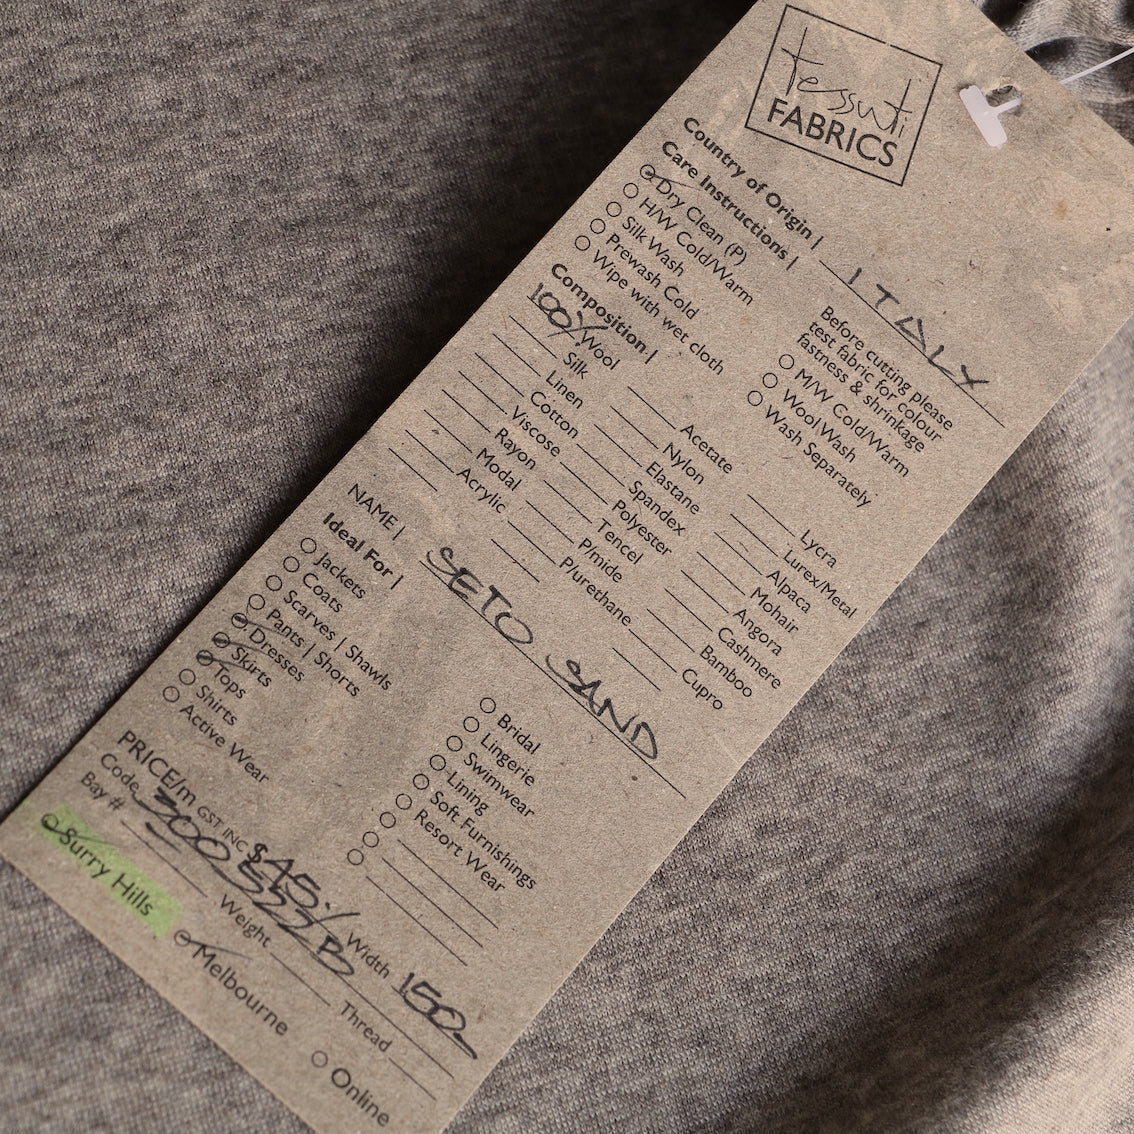 tessuti
FABRICS
Country of Origin | ITALY
Care Instructions |
Dry Clean (P)
H/W Cold/Warm
Silk Wash
Prewash Cold
Wipe with wet cloth
Before cutting please
test fabric for colour
fastness & shrinkage
M/W Cold/Warm
Wool Wash
Wash Separately
Composition |
100% Wool
Silk
Linen
Cotton
Viscose
Rayon
Modal
Acrylic
Acetate
Nylon
Elastane
Spandex
Polyester
Tencel
P/mide
P/urethane
Lycra
Lurex/Metal
Alpaca
Mohair
Angora
Cashmere
Bamboo
Cupro
NAME | SETO SAND
Ideal For |
Jackets
Coats
Scarves | Shawls
Pants | Shorts
Dresses
Skirts
Tops
Shirts
Active Wear
Bridal
Lingerie
Swimwear
Lining
Soft Furnishings
Resort Wear
PRICE/m GST INC $45 Width 150
Code 300522B
Bay # Weight Thread
Surry Hills Melbourne Online